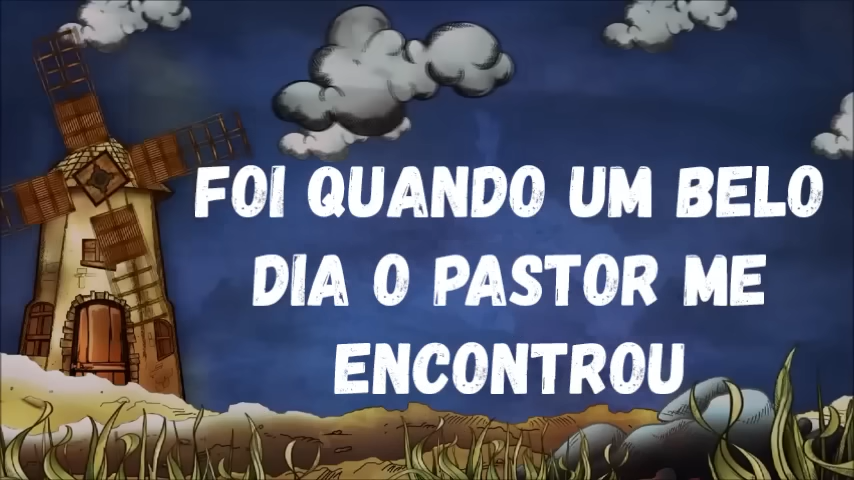 FOI QUANDO UM BELO
DIA O PASTOR ME
ENCONTROU